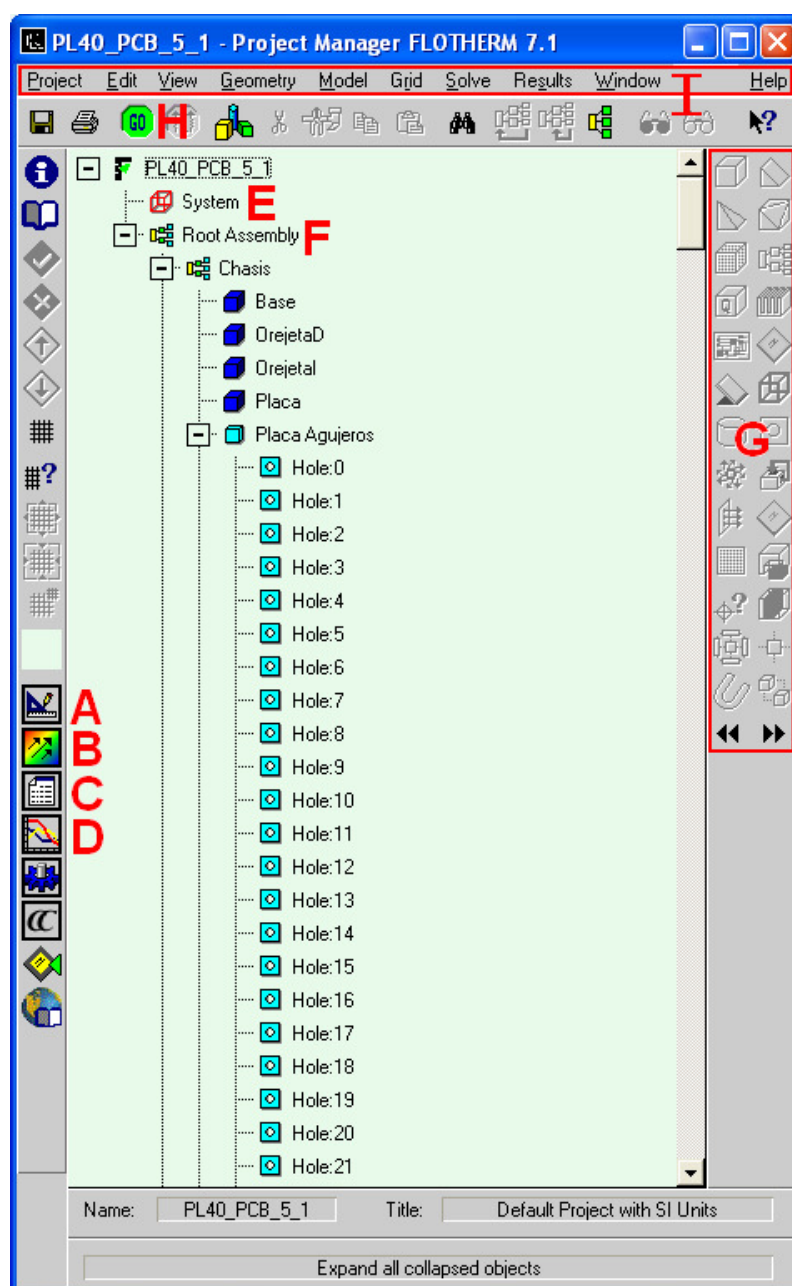 PL40_PCB_5_1 - Project Manager FLOTHERM 7.1
Project Edit View Geometry Model Grid Solve Results Window Help
I
GO H ?
PL40_PCB_5_1
System E
Root Assembly F
Chasis
Base
OrejetaD
OrejetaI
Placa
Placa Agujeros
Hole:0
Hole:1
Hole:2
Hole:3
Hole:4
Hole:5
Hole:6
Hole:7
Hole:8
Hole:9
Hole:10
Hole:11
Hole:12
Hole:13
Hole:14
Hole:15
Hole:16
Hole:17
Hole:18
Hole:19
Hole:20
Hole:21
A
B
C
D
G
Name: PL40_PCB_5_1 Title: Default Project with SI Units
Expand all collapsed objects